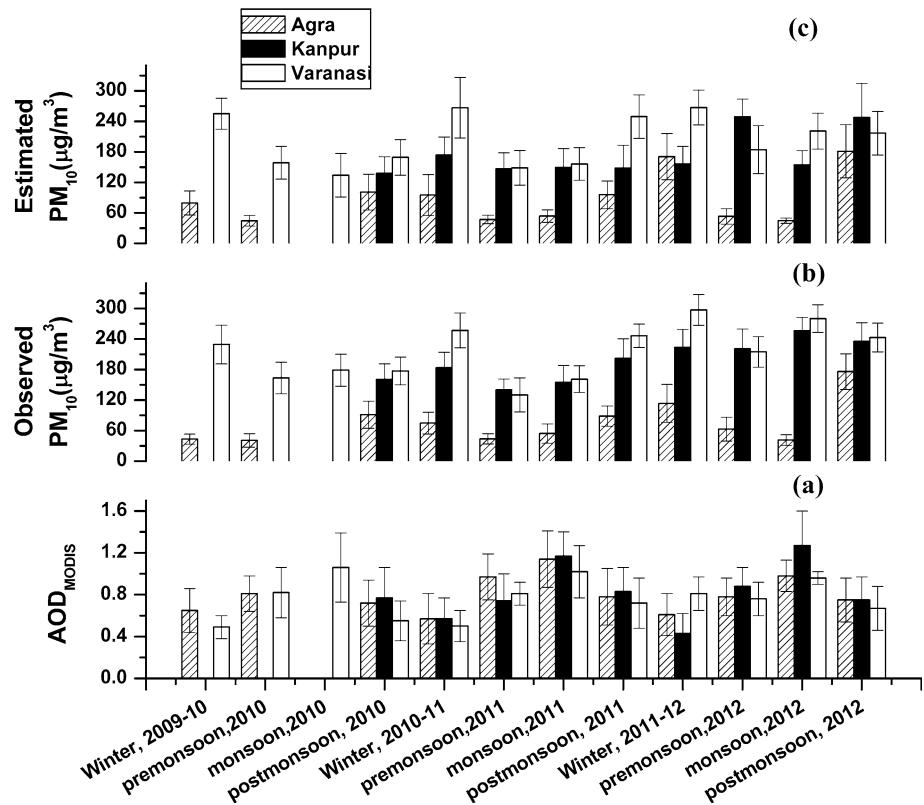 Agra
Kanpur
Varanasi
(c)
Estimated
PM10(µg/m³)
300
240
180
120
60
0
(b)
Observed
PM10(µg/m³)
300
240
180
120
60
0
(a)
AODMODIS
1.6
1.2
0.8
0.4
0.0
Winter, 2009-10
premonsoon,2010
monsoon,2010
postmonsoon, 2010
Winter, 2010-11
premonsoon,2011
monsoon,2011
postmonsoon, 2011
Winter, 2011-12
premonsoon,2012
monsoon,2012
postmonsoon, 2012